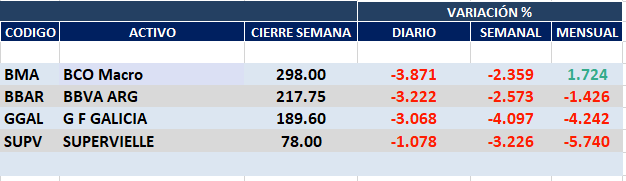 VARIACIÓN %
CODIGO ACTIVO CIERRE SEMANA DIARIO SEMANAL MENSUAL
BMA BCO Macro 298.00 -3.871 -2.359 1.724
BBAR BBVA ARG 217.75 -3.222 -2.573 -1.426
GGAL G F GALICIA 189.60 -3.068 -4.097 -4.242
SUPV SUPERVIELLE 78.00 -1.078 -3.226 -5.740